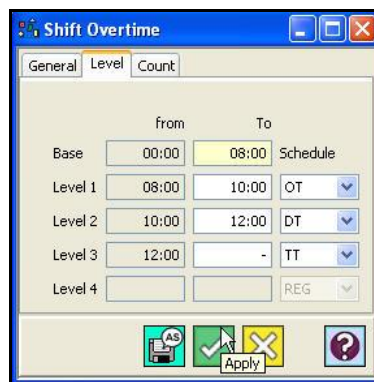 Shift Overtime
General Level Count
from To
Base 00:00 08:00 Schedule
Level 1 08:00 10:00 OT
Level 2 10:00 12:00 DT
Level 3 12:00 - TT
Level 4 REG
AS
?
Apply